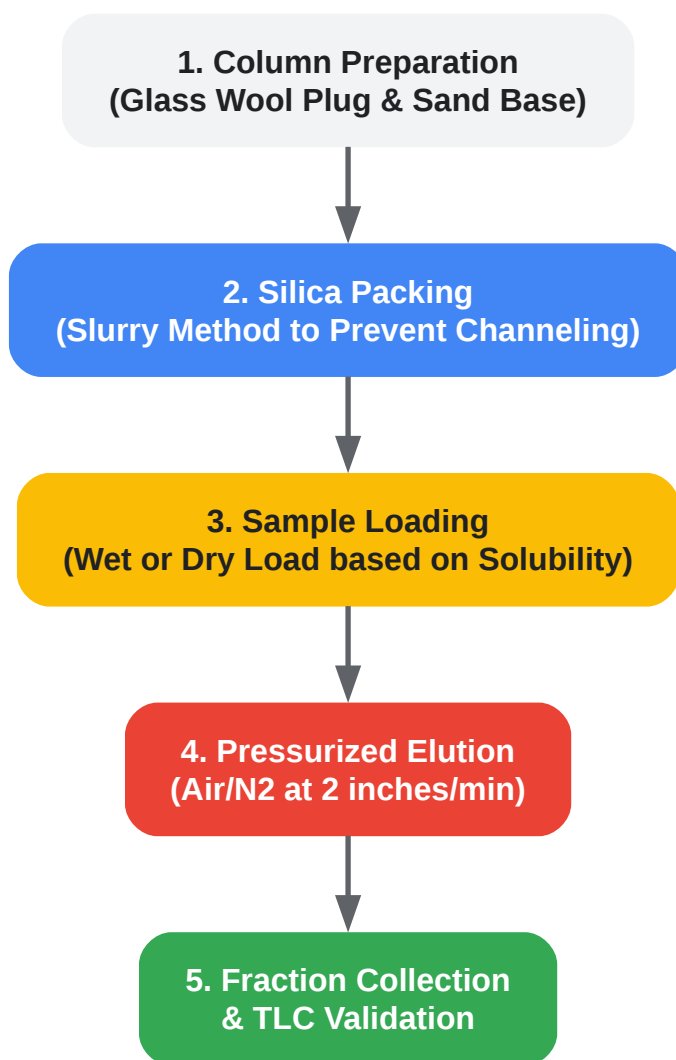 1. Column Preparation
(Glass Wool Plug & Sand Base)
2. Silica Packing
(Slurry Method to Prevent Channeling)
3. Sample Loading
(Wet or Dry Load based on Solubility)
4. Pressurized Elution
(Air/N2 at 2 inches/min)
5. Fraction Collection
& TLC Validation